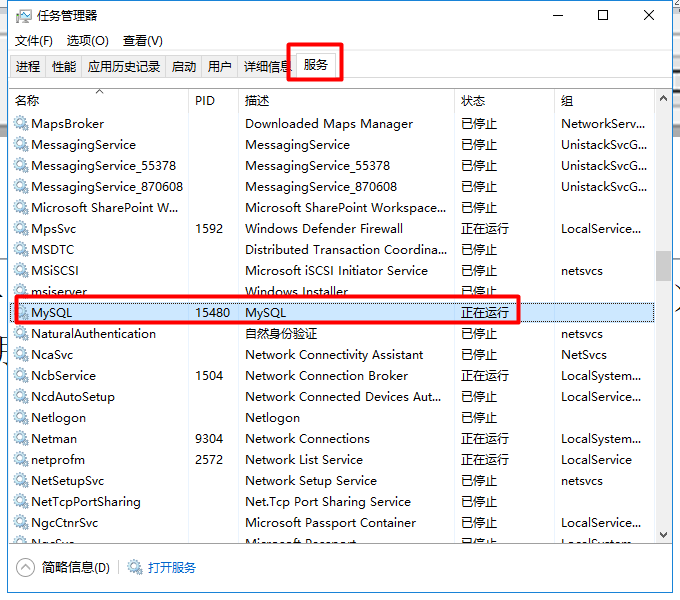 任务管理器
文件(F) 选项(O) 查看(V)
进程 性能 应用历史记录 启动 用户 详细信息 服务
名称 PID 描述 状态 组
MapsBroker Downloaded Maps Manager 已停止 NetworkServ...
MessagingService MessagingService 已停止 UnistackSvcG...
MessagingService_55378 MessagingService_55378 已停止 UnistackSvcG...
MessagingService_870608 MessagingService_870608 已停止 UnistackSvcG...
Microsoft SharePoint W... Microsoft SharePoint Workspace... 已停止
MpsSvc 1592 Windows Defender Firewall 正在运行 LocalService...
MSDTC Distributed Transaction Coordina... 已停止
MSiSCSI Microsoft iSCSI Initiator Service 已停止 netsvcs
msiserver Windows Installer 已停止
MySQL 15480 MySQL 正在运行
NaturalAuthentication 自然身份验证 已停止 netsvcs
NcaSvc Network Connectivity Assistant 已停止 NetSvcs
NcbService 1504 Network Connection Broker 正在运行 LocalSystem...
NcdAutoSetup Network Connected Devices Aut... 已停止 LocalService...
Netlogon Netlogon 已停止
Netman 9304 Network Connections 正在运行 LocalSystem...
netprofm 2572 Network List Service 正在运行 LocalService
NetSetupSvc Network Setup Service 已停止 netsvcs
NetTcpPortSharing Net.Tcp Port Sharing Service 已停止
NgcCtnrSvc Microsoft Passport Container 已停止 LocalService...
NgcSvc Microsoft Passport 已停止 LocalSystem...
简略信息(D) 打开服务